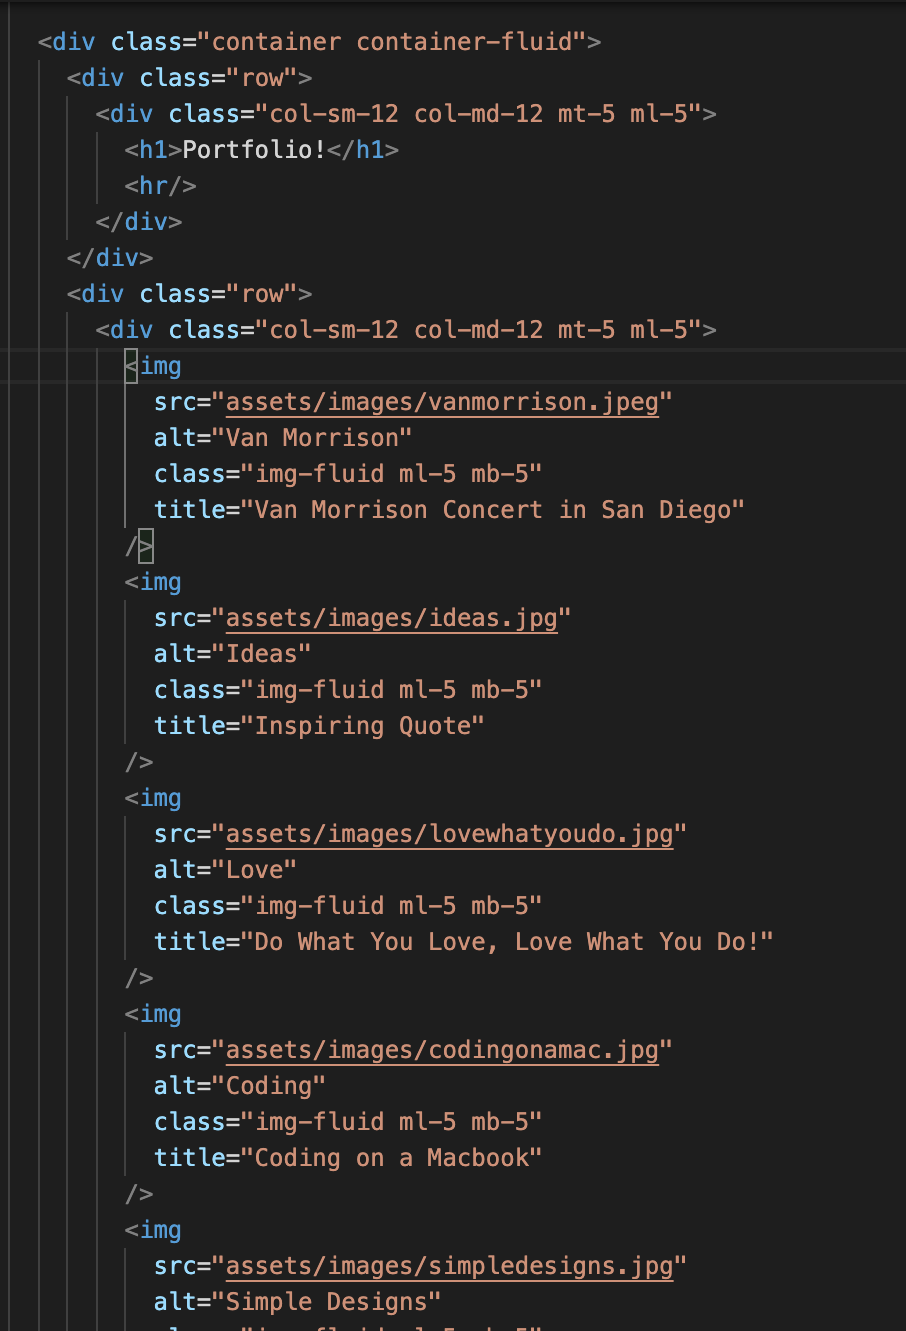 <div class="container container-fluid">
<div class="row">
<div class="col-sm-12 col-md-12 mt-5 ml-5">
<h1>Portfolio!</h1>
<hr/>
</div>
</div>
<div class="row">
<div class="col-sm-12 col-md-12 mt-5 ml-5">
<img
src="assets/images/vanmorrison.jpeg"
alt="Van Morrison"
class="img-fluid ml-5 mb-5"
title="Van Morrison Concert in San Diego"
/>
<img
src="assets/images/ideas.jpg"
alt="Ideas"
class="img-fluid ml-5 mb-5"
title="Inspiring Quote"
/>
<img
src="assets/images/lovewhatyoudo.jpg"
alt="Love"
class="img-fluid ml-5 mb-5"
title="Do What You Love, Love What You Do!"
/>
<img
src="assets/images/codingonamac.jpg"
alt="Coding"
class="img-fluid ml-5 mb-5"
title="Coding on a Macbook"
/>
<img
src="assets/images/simpledesigns.jpg"
alt="Simple Designs"